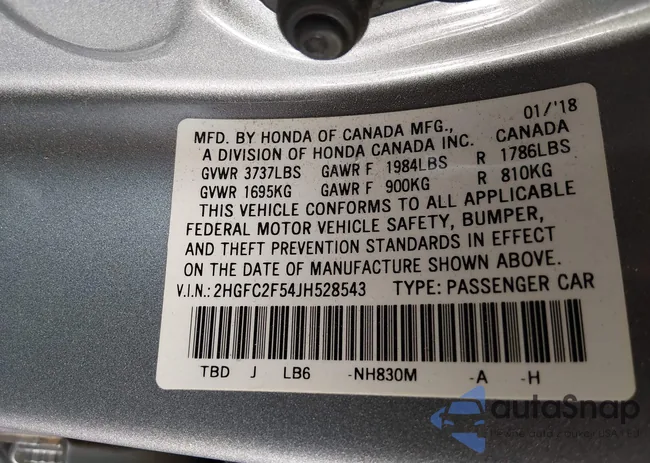 01/'18
MFD. BY HONDA OF CANADA MFG., CANADA
A DIVISION OF HONDA CANADA INC.
GVWR 3737LBS GAWR F 1984LBS R 1786LBS
GVWR 1695KG GAWR F 900KG R 810KG
THIS VEHICLE CONFORMS TO ALL APPLICABLE
FEDERAL MOTOR VEHICLE SAFETY, BUMPER,
AND THEFT PREVENTION STANDARDS IN EFFECT
ON THE DATE OF MANUFACTURE SHOWN ABOVE.
V.I.N.: 2HGFC2F54JH528543 TYPE: PASSENGER CAR
TBD J LB6 -NH830M -A -H
autoSnap